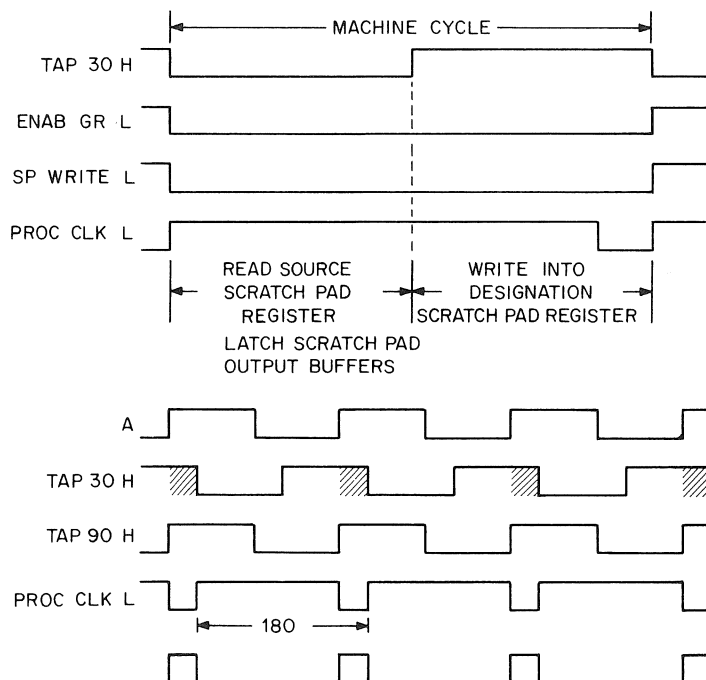 MACHINE CYCLE
TAP 30 H
ENAB GR L
SP WRITE L
PROC CLK L
READ SOURCE
SCRATCH PAD
REGISTER
LATCH SCRATCH PAD
OUTPUT BUFFERS
WRITE INTO
DESIGNATION
SCRATCH PAD REGISTER
A
TAP 30 H
TAP 90 H
PROC CLK L
180